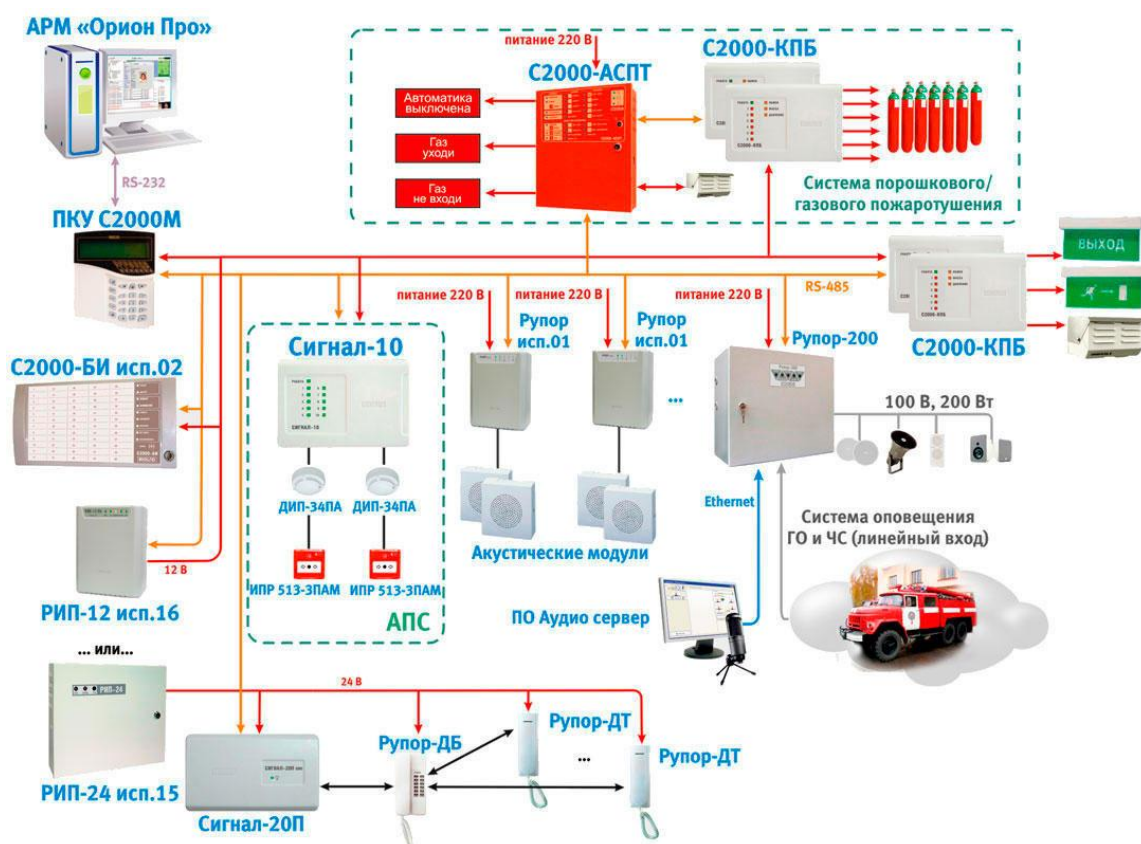 АРМ «Орион Про»
RS-232
ПКУ С2000М
питание 220 В
С2000-АСПТ
С2000-КПБ
Автоматика
выключена
Газ
уходи
Газ
не входи
Система порошкового/
газового пожаротушения
ВЫХОД
RS-485
С2000-КПБ
С2000-БИ исп.02
12 В
РИП-12 исп.16
Сигнал-10
СИГНАЛ-10
ДИП-34ПА
ДИП-34ПА
ИПР 513-3ПАМ
ИПР 513-3ПАМ
АПС
питание 220 В
Рупор
исп.01
питание 220 В
Рупор
исп.01
...
Акустические модули
питание 220 В
Рупор-200
100 В, 200 Вт
Ethernet
Система оповещения
ГО и ЧС (линейный вход)
ПО Аудио сервер
... или...
РИП-24
РИП-24 исп.15
24 В
Сигнал-20П
Рупор-ДБ
Рупор-ДТ
...
Рупор-ДТ